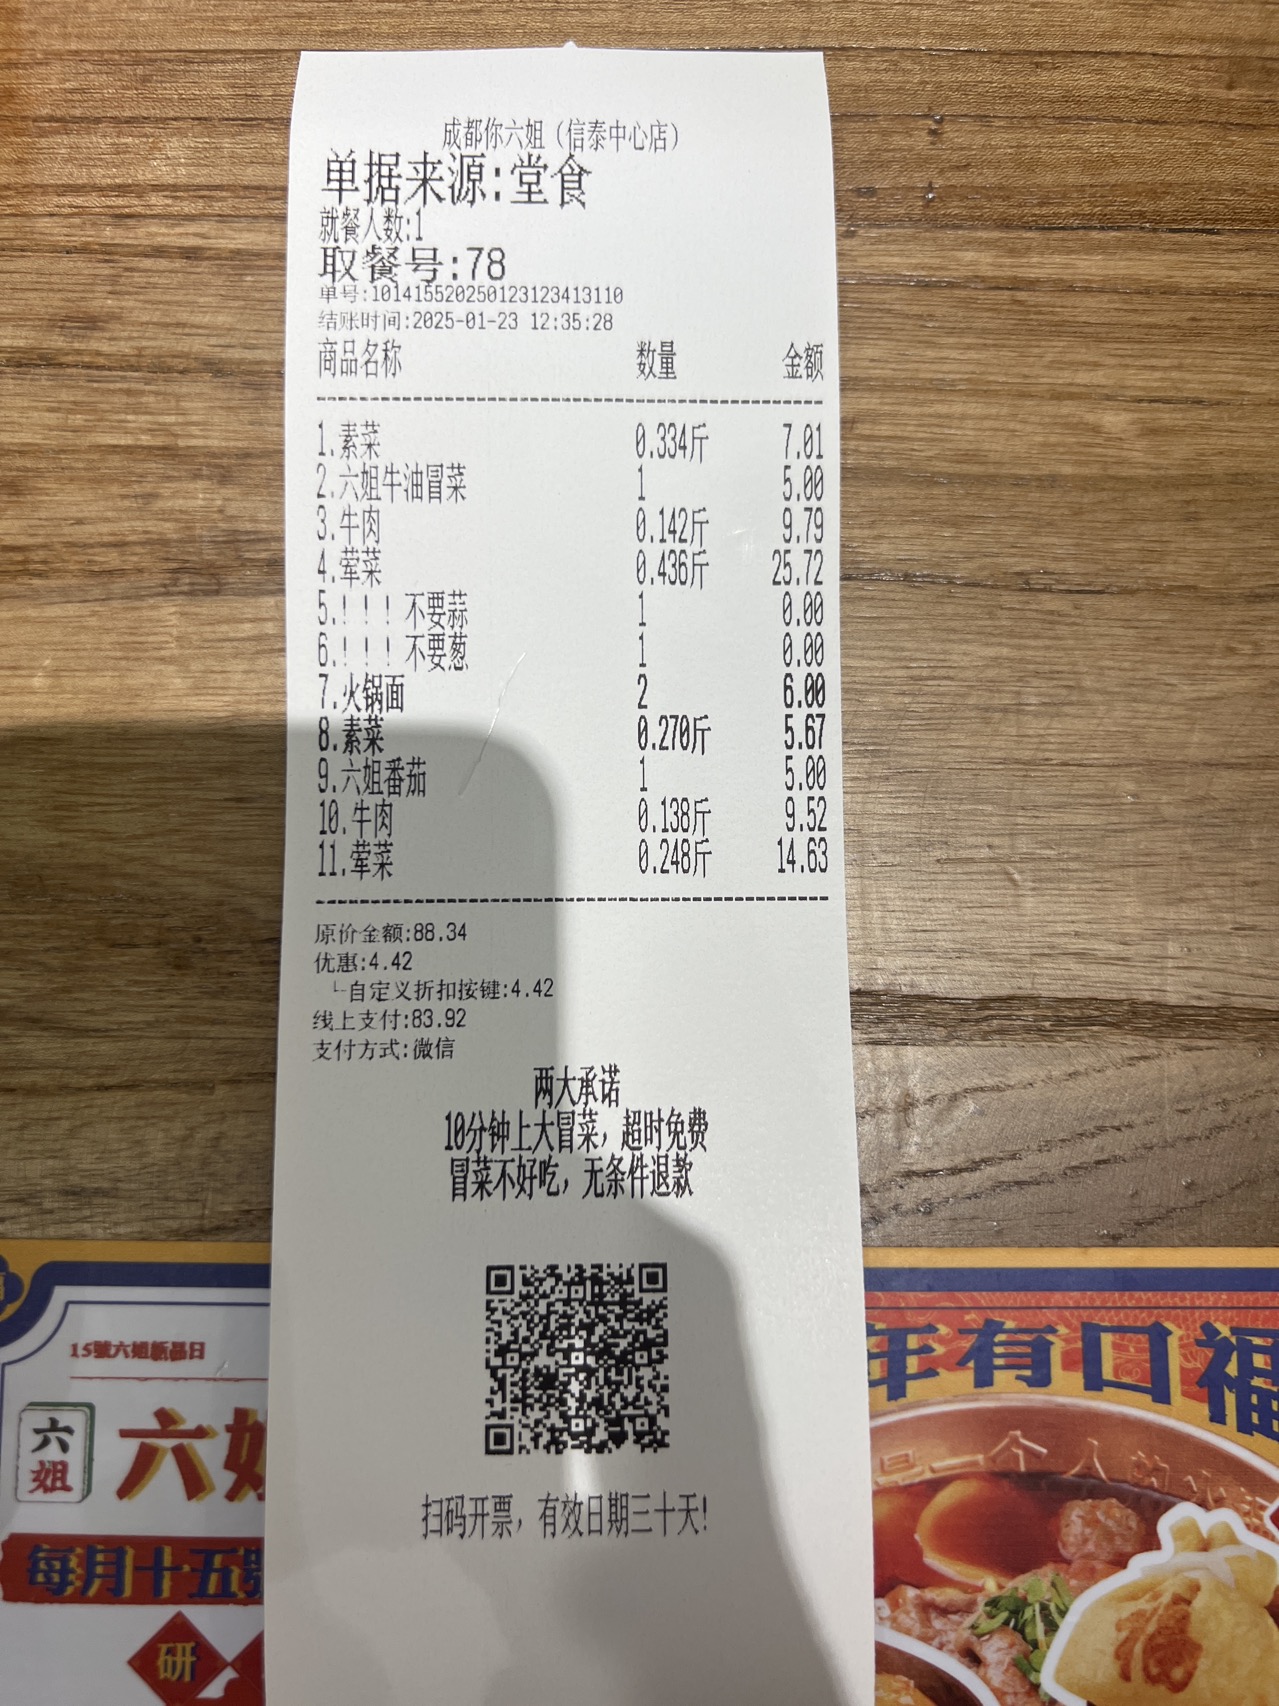 成都你六姐（信泰中心店）
单据来源:堂食
就餐人数:1
取餐号:78
单号:101415520250123123413110
结账时间:2025-01-23 12:35:28
商品名称 数量 金额
1.素菜 0.334斤 7.01
2.六姐牛油冒菜 1 5.00
3.牛肉 0.142斤 9.79
4.荤菜 0.436斤 25.72
5.！！！不要蒜 1 0.00
6.！！！不要葱 1 0.00
7.火锅面 2 6.00
8.素菜 0.270斤 5.67
9.六姐番茄 1 5.00
10.牛肉 0.138斤 9.52
11.荤菜 0.248斤 14.63
原价金额:88.34
优惠:4.42
└自定义折扣按键:4.42
线上支付:83.92
支付方式:微信
两大承诺
10分钟上大冒菜，超时免费
冒菜不好吃，无条件退款
扫码开票，有效日期三十天!
15號六姐新品日
六姐
六姐
每月十五號
研
年有口福
一个人的